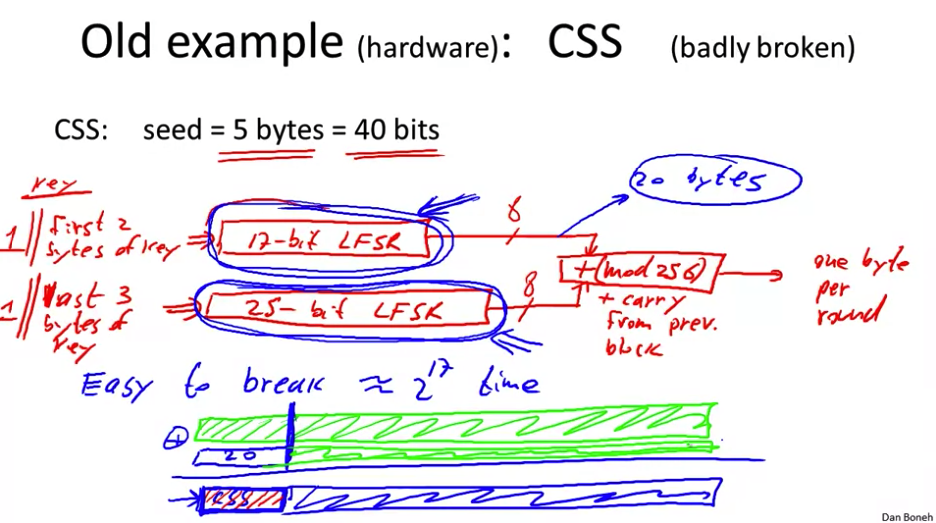 Old example (hardware): CSS (badly broken)
CSS: seed = 5 bytes = 40 bits
key
1 || first 2
bytes of key
17-bit LFSR
8
20 bytes
+(mod 256)
+ carry
from prev.
block
one byte
per
round
1 || last 3
bytes of
key
25-bit LFSR
8
Easy to break ≈ 2^17 time
⊕
20
CSS
Dan Boneh